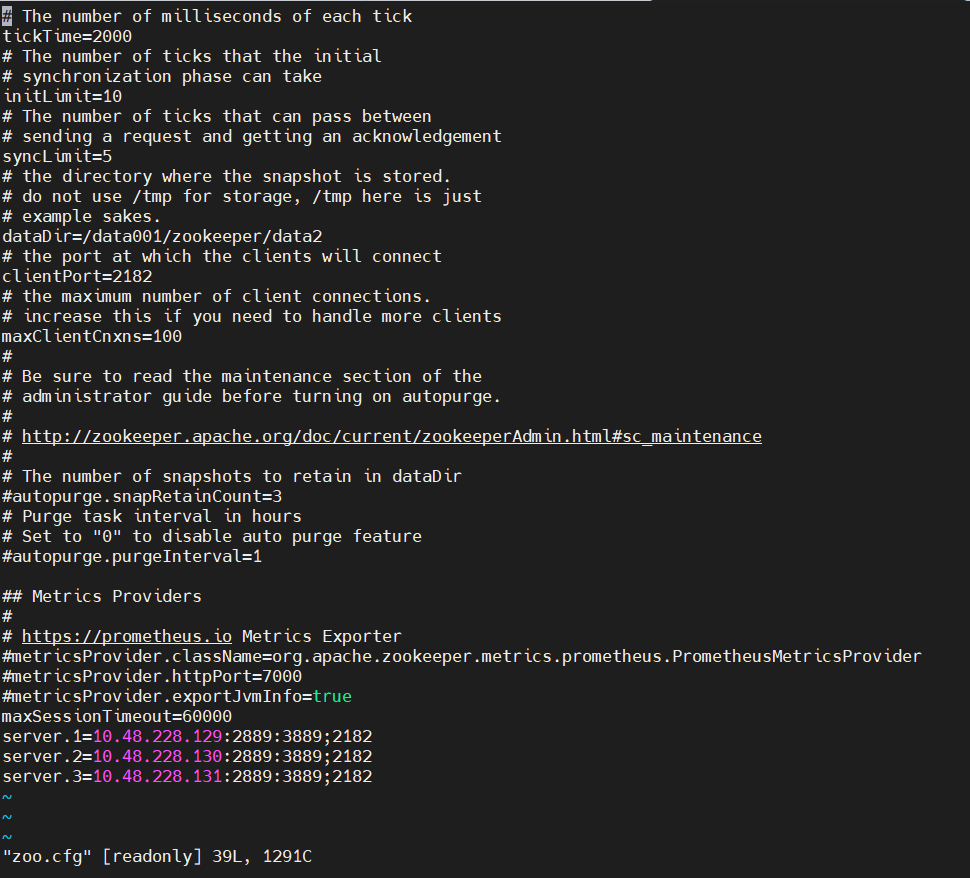 # The number of milliseconds of each tick
tickTime=2000
# The number of ticks that the initial
# synchronization phase can take
initLimit=10
# The number of ticks that can pass between
# sending a request and getting an acknowledgement
syncLimit=5
# the directory where the snapshot is stored.
# do not use /tmp for storage, /tmp here is just
# example sakes.
dataDir=/data001/zookeeper/data2
# the port at which the clients will connect
clientPort=2182
# the maximum number of client connections.
# increase this if you need to handle more clients
maxClientCnxns=100
#
# Be sure to read the maintenance section of the
# administrator guide before turning on autopurge.
#
# http://zookeeper.apache.org/doc/current/zookeeperAdmin.html#sc_maintenance
#
# The number of snapshots to retain in dataDir
#autopurge.snapRetainCount=3
# Purge task interval in hours
# Set to "0" to disable auto purge feature
#autopurge.purgeInterval=1

## Metrics Providers
#
# https://prometheus.io Metrics Exporter
#metricsProvider.className=org.apache.zookeeper.metrics.prometheus.PrometheusMetricsProvider
#metricsProvider.httpPort=7000
#metricsProvider.exportJvmInfo=true
maxSessionTimeout=60000
server.1=10.48.228.129:2889:3889;2182
server.2=10.48.228.130:2889:3889;2182
server.3=10.48.228.131:2889:3889;2182
~
~
~
"zoo.cfg" [readonly] 39L, 1291C